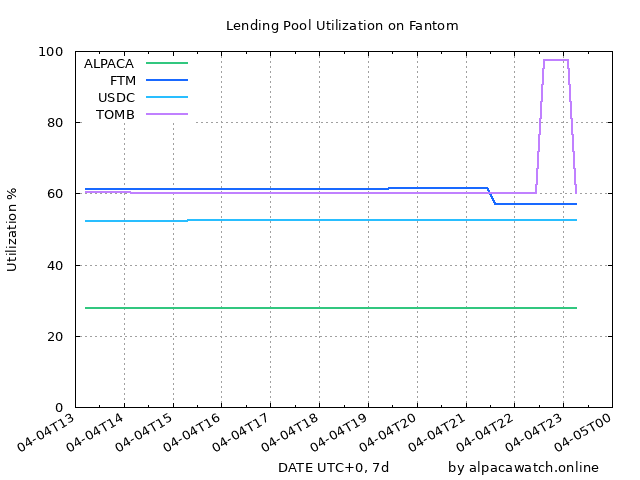 Lending Pool Utilization on Fantom
Utilization %
100
80
60
40
20
0
ALPACA
FTM
USDC
TOMB
04-04T13
04-04T14
04-04T15
04-04T16
04-04T17
04-04T18
04-04T19
04-04T20
04-04T21
04-04T22
04-04T23
04-05T00
DATE UTC+0, 7d
by alpacawatch.online